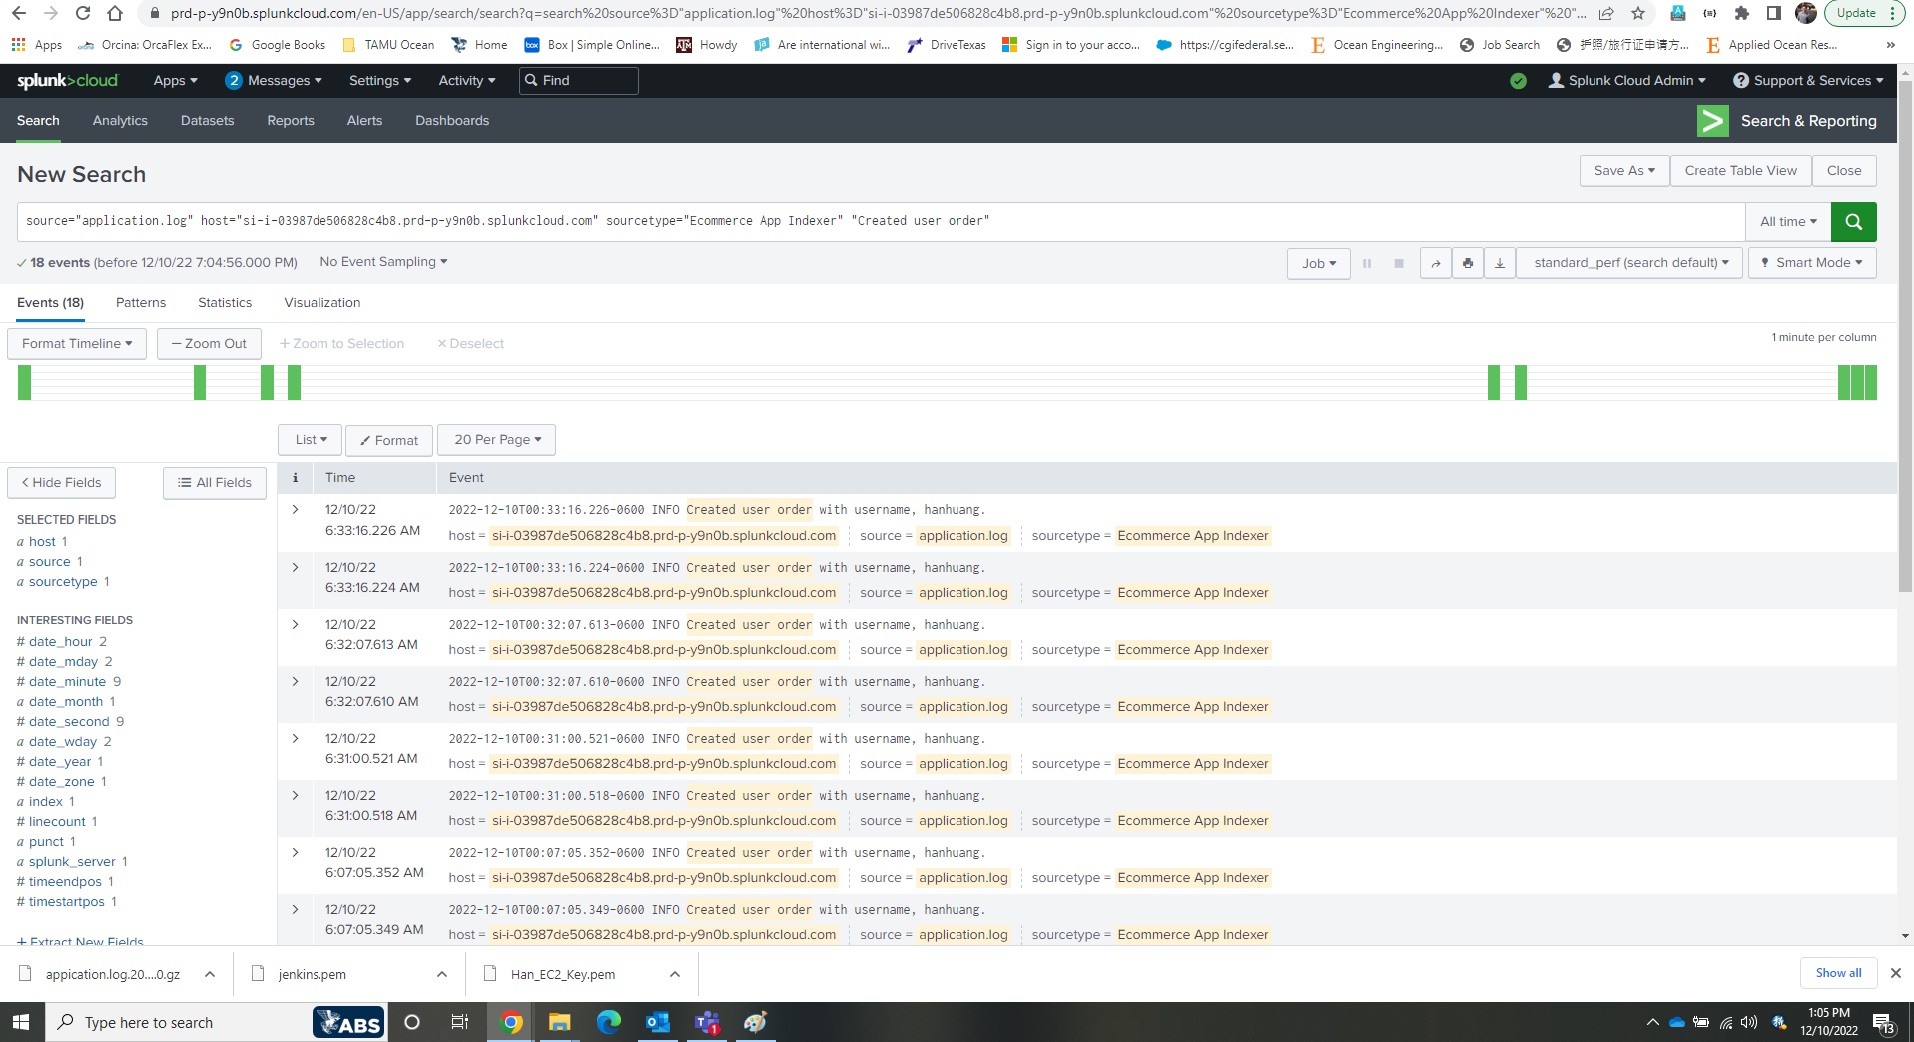 prd-p-y9n0b.splunkcloud.com/en-US/app/search/search?q=search%20source%3D"application.log"%20host%3D"si-i-03987de506828c4b8.prd-p-y9n0b.splunkcloud.com"%20sourcetype%3D"Ecommerce%20App%20Indexer"%20"... Update
Apps Orcina: OrcaFlex Ex... Google Books TAMU Ocean Home Box | Simple Online... Howdy Are international wi... DriveTexas Sign in to your acco... https://cgifederal.se... Ocean Engineering... Job Search 护照/旅行证申请方... Applied Ocean Res... »
splunk>cloud Apps 2 Messages Settings Activity Find Splunk Cloud Admin Support & Services
Search Analytics Datasets Reports Alerts Dashboards Search & Reporting
New Search Save As Create Table View Close
source="application.log" host="si-i-03987de506828c4b8.prd-p-y9n0b.splunkcloud.com" sourcetype="Ecommerce App Indexer" "Created user order" All time
18 events (before 12/10/22 7:04:56.000 PM) No Event Sampling Job standard_perf (search default) Smart Mode
Events (18) Patterns Statistics Visualization
Format Timeline — Zoom Out + Zoom to Selection × Deselect 1 minute per column
List Format 20 Per Page
< Hide Fields All Fields i Time Event
SELECTED FIELDS
a host 1
a source 1
a sourcetype 1
INTERESTING FIELDS
# date_hour 2
# date_mday 2
# date_minute 9
a date_month 1
# date_second 9
a date_wday 2
# date_year 1
# date_zone 1
a index 1
# linecount 1
a punct 1
a splunk_server 1
# timeendpos 1
# timestartpos 1
+ Extract New Fields
12/10/22 2022-12-10T00:33:16.226-0600 INFO Created user order with username, hanhuang.
6:33:16.226 AM host = si-i-03987de506828c4b8.prd-p-y9n0b.splunkcloud.com source = application.log sourcetype = Ecommerce App Indexer
12/10/22 2022-12-10T00:33:16.224-0600 INFO Created user order with username, hanhuang.
6:33:16.224 AM host = si-i-03987de506828c4b8.prd-p-y9n0b.splunkcloud.com source = application.log sourcetype = Ecommerce App Indexer
12/10/22 2022-12-10T00:32:07.613-0600 INFO Created user order with username, hanhuang.
6:32:07.613 AM host = si-i-03987de506828c4b8.prd-p-y9n0b.splunkcloud.com source = application.log sourcetype = Ecommerce App Indexer
12/10/22 2022-12-10T00:32:07.610-0600 INFO Created user order with username, hanhuang.
6:32:07.610 AM host = si-i-03987de506828c4b8.prd-p-y9n0b.splunkcloud.com source = application.log sourcetype = Ecommerce App Indexer
12/10/22 2022-12-10T00:31:00.521-0600 INFO Created user order with username, hanhuang.
6:31:00.521 AM host = si-i-03987de506828c4b8.prd-p-y9n0b.splunkcloud.com source = application.log sourcetype = Ecommerce App Indexer
12/10/22 2022-12-10T00:31:00.518-0600 INFO Created user order with username, hanhuang.
6:31:00.518 AM host = si-i-03987de506828c4b8.prd-p-y9n0b.splunkcloud.com source = application.log sourcetype = Ecommerce App Indexer
12/10/22 2022-12-10T00:07:05.352-0600 INFO Created user order with username, hanhuang.
6:07:05.352 AM host = si-i-03987de506828c4b8.prd-p-y9n0b.splunkcloud.com source = application.log sourcetype = Ecommerce App Indexer
12/10/22 2022-12-10T00:07:05.349-0600 INFO Created user order with username, hanhuang.
6:07:05.349 AM host = si-i-03987de506828c4b8.prd-p-y9n0b.splunkcloud.com source = application.log sourcetype = Ecommerce App Indexer
appication.log.20....0.gz jenkins.pem Han_EC2_Key.pem Show all
Type here to search ABS 1 1:05 PM
12/10/2022 13